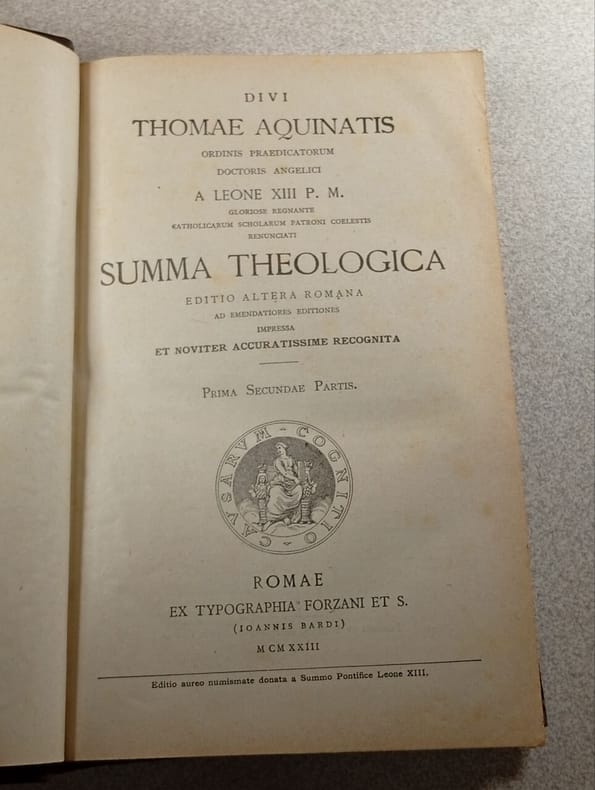 DIVI
THOMAE AQUINATIS
ORDINIS PRAEDICATORUM
DOCTORIS ANGELICI
A LEONE XIII P. M.
GLORIOSE REGNANTE
CATHOLICARUM SCHOLARUM PATRONI COELESTIS
RENUNCIATI
SUMMA THEOLOGICA
EDITIO ALTERA ROMANA
AD EMENDATIORES EDITIONES
IMPRESSA
ET NOVITER ACCURATISSIME RECOGNITA
PRIMA SECUNDAE PARTIS.
CAVSARVM - COGNITIO
ROMAE
EX TYPOGRAPHIA FORZANI ET S.
(IOANNIS BARDI)
MCMXXIII
Editio aureo numismate donata a Summo Pontifice Leone XIII.